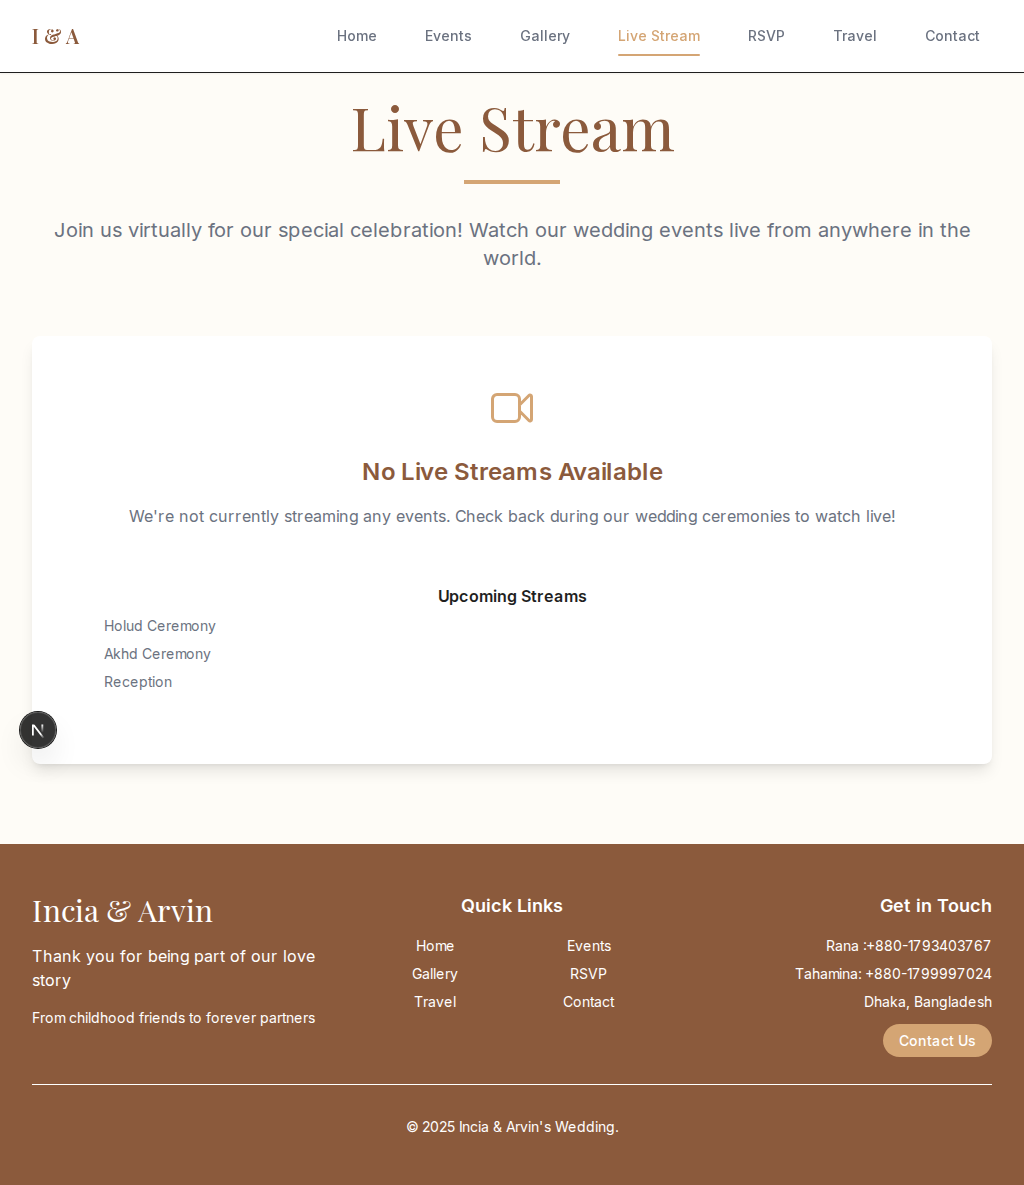 I & A
Home
Events
Gallery
Live Stream
RSVP
Travel
Contact
Live Stream
Join us virtually for our special celebration! Watch our wedding events live from anywhere in the
world.
No Live Streams Available
We're not currently streaming any events. Check back during our wedding ceremonies to watch live!
Upcoming Streams
Holud Ceremony
Akhd Ceremony
Reception
N
Incia & Arvin
Thank you for being part of our love
story
From childhood friends to forever partners
Quick Links
Home
Events
Gallery
RSVP
Travel
Contact
Get in Touch
Rana :+880-1793403767
Tahamina: +880-1799997024
Dhaka, Bangladesh
Contact Us
© 2025 Incia & Arvin's Wedding.